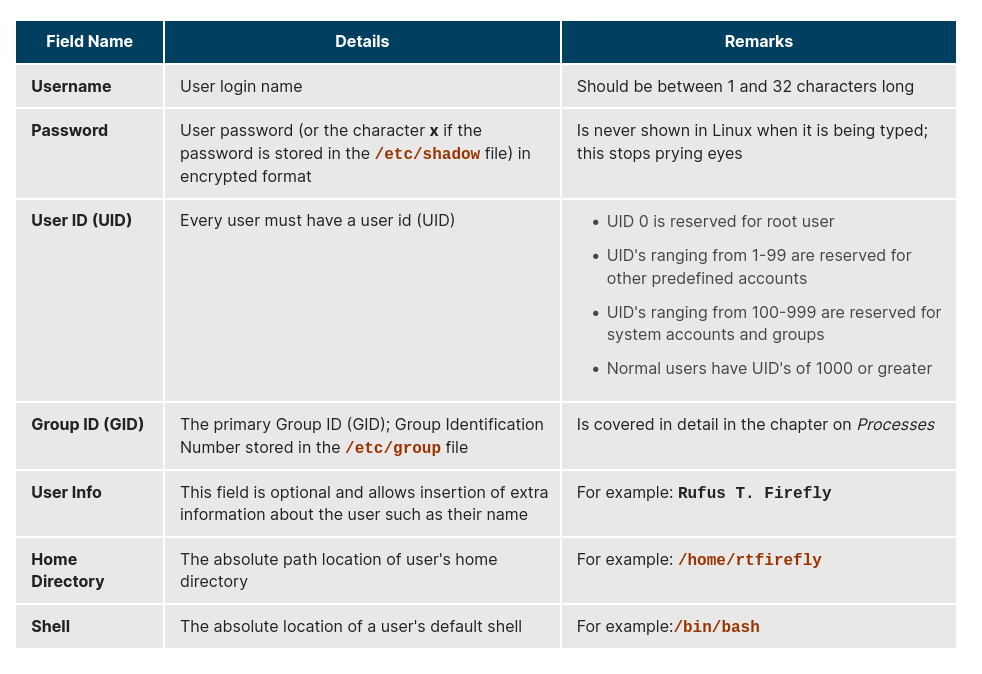 Field Name Details Remarks
Username User login name Should be between 1 and 32 characters long
Password User password (or the character x if the password is stored in the /etc/shadow file) in encrypted format Is never shown in Linux when it is being typed; this stops prying eyes
User ID (UID) Every user must have a user id (UID)
• UID 0 is reserved for root user
• UID's ranging from 1-99 are reserved for
other predefined accounts
• UID's ranging from 100-999 are reserved for
system accounts and groups
• Normal users have UID's of 1000 or greater
Group ID (GID) The primary Group ID (GID); Group Identification Number stored in the /etc/group file Is covered in detail in the chapter on Processes
User Info This field is optional and allows insertion of extra information about the user such as their name For example: Rufus T. Firefly
Home Directory The absolute path location of user's home directory For example: /home/rtfirefly
Shell The absolute location of a user's default shell For example:/bin/bash